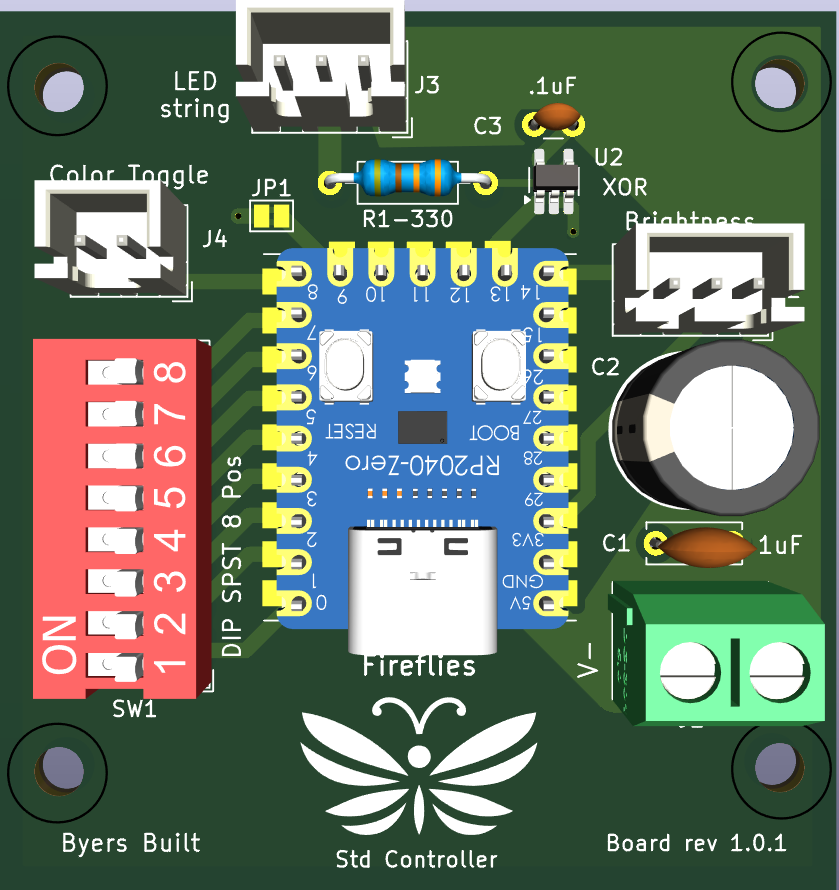 LED
string
J3
.1uF
C3
U2
XOR
Color Toggle
JP1
R1-330
J4
Brightness
8
9
10
11
12
13
14
7
15
6
26
5
27
4
28
3
29
2
3V3
1
GND
0
5V
RESET
BOOT
RP2040-Zero
C2
8
7
6
5
4
3
2
1
ON
DIP SPST 8 Pos
SW1
C1
1uF
V-
Fireflies
Byers Built
Std Controller
Board rev 1.0.1